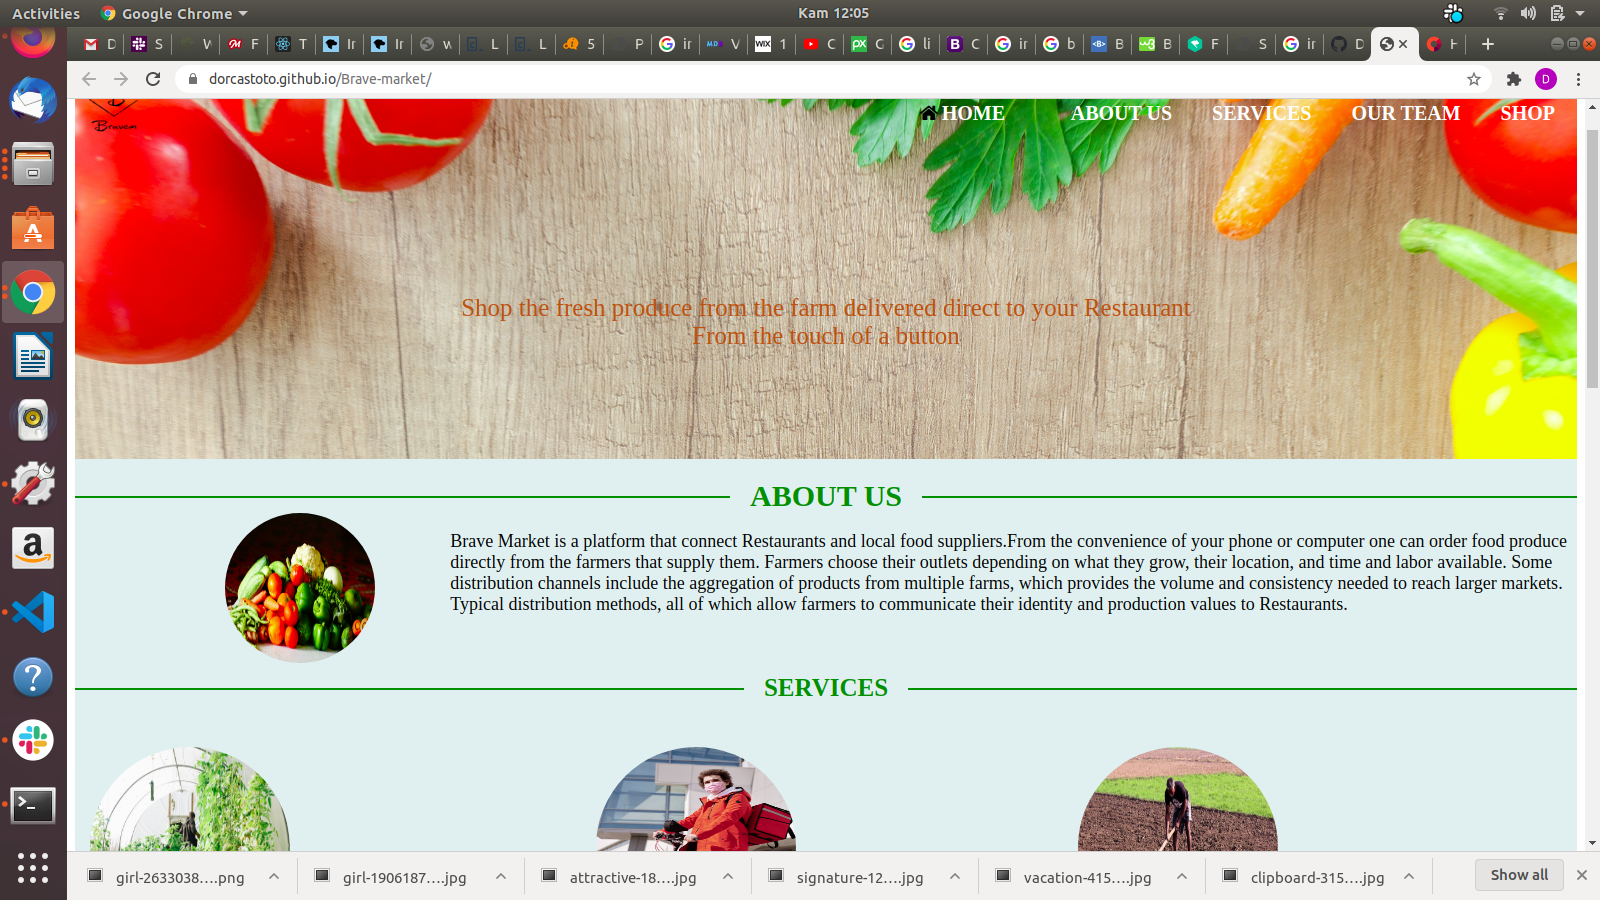 Activities
Google Chrome
Kam 12:05
D
S
W
F
T
Ir
Ir
w
L
L
5
P
ir
V
1
C
C
li
C
ir
b
B
B
F
S
ir
D
H
dorcastoto.github.io/Brave-market/
D
Bravem
HOME
ABOUT US
SERVICES
OUR TEAM
SHOP
Shop the fresh produce from the farm delivered direct to your Restaurant
From the touch of a button
ABOUT US
Brave Market is a platform that connect Restaurants and local food suppliers.From the convenience of your phone or computer one can order food produce
directly from the farmers that supply them. Farmers choose their outlets depending on what they grow, their location, and time and labor available. Some
distribution channels include the aggregation of products from multiple farms, which provides the volume and consistency needed to reach larger markets.
Typical distribution methods, all of which allow farmers to communicate their identity and production values to Restaurants.
SERVICES
girl-2633038....png
girl-1906187....jpg
attractive-18....jpg
signature-12....jpg
vacation-415....jpg
clipboard-315....jpg
Show all